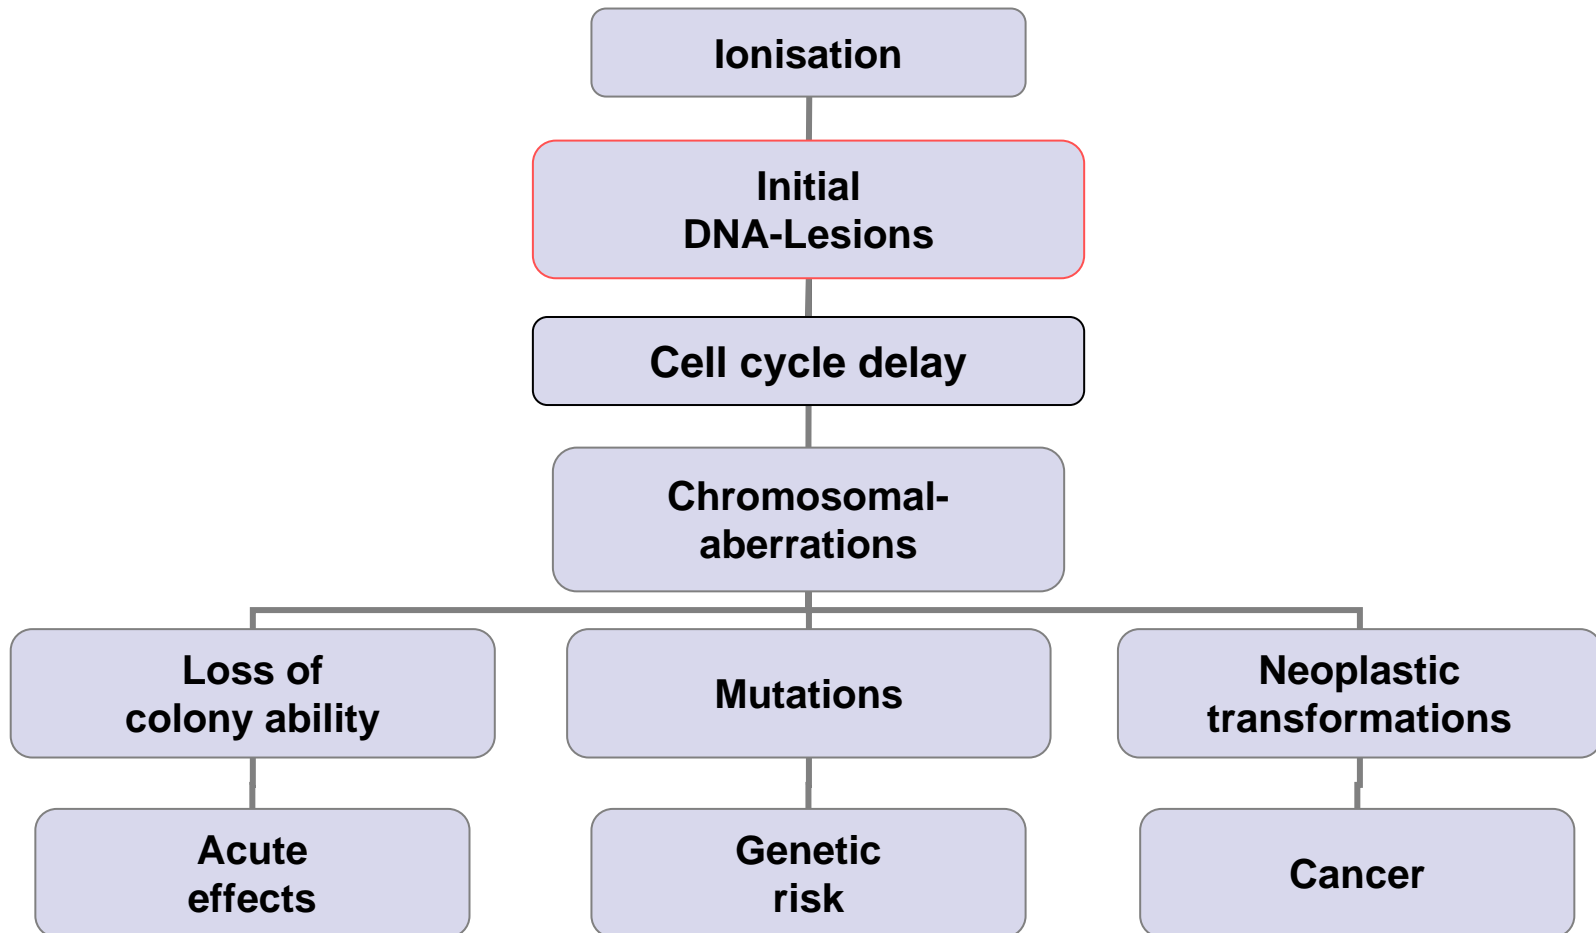 Ionisation
Initial
DNA-Lesions
Cell cycle delay
Chromosomal-
aberrations
Loss of
colony ability
Mutations
Neoplastic
transformations
Acute
effects
Genetic
risk
Cancer